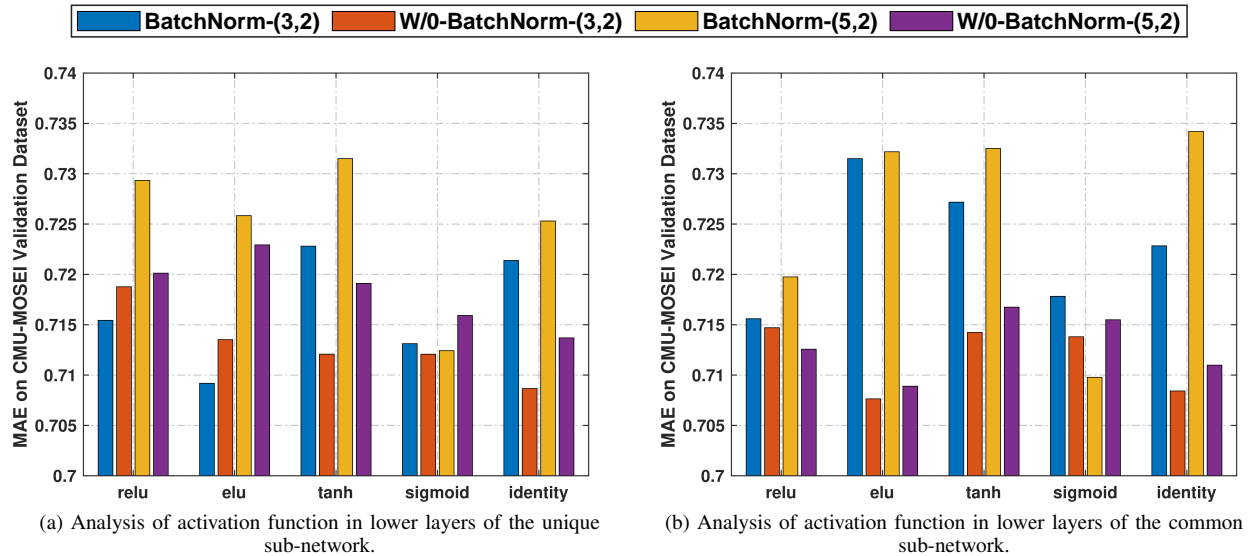 BatchNorm-(3,2) W/0-BatchNorm-(3,2) BatchNorm-(5,2) W/0-BatchNorm-(5,2)
MAE on CMU-MOSEI Validation Dataset
0.74
0.735
0.73
0.725
0.72
0.715
0.71
0.705
0.7
relu elu tanh sigmoid identity
(a) Analysis of activation function in lower layers of the unique
sub-network.
MAE on CMU-MOSEI Validation Dataset
0.74
0.735
0.73
0.725
0.72
0.715
0.71
0.705
0.7
relu elu tanh sigmoid identity
(b) Analysis of activation function in lower layers of the common
sub-network.